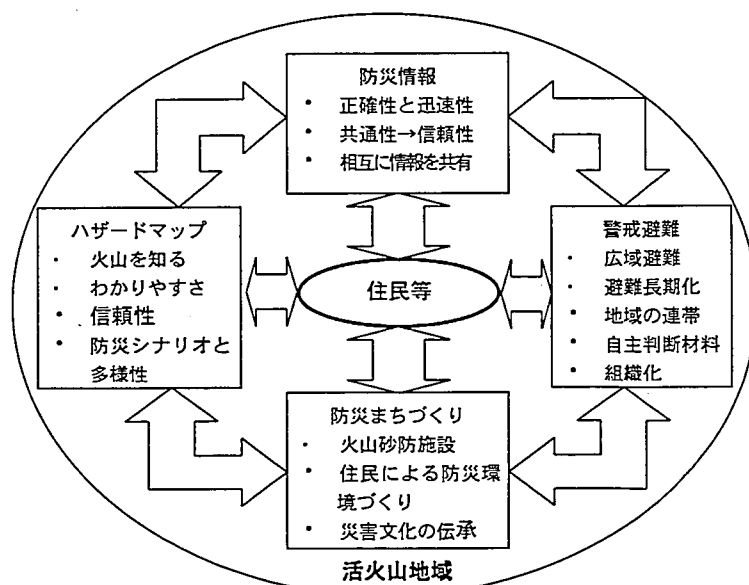 防災情報
・ 正確性と迅速性
・ 共通性→信頼性
・ 相互に情報を共有
ハザードマップ
・ 火山を知る
・ わかりやすさ
・ 信頼性
・ 防災シナリオと
多様性
住民等
警戒避難
・ 広域避難
・ 避難長期化
・ 地域の連帯
・ 自主判断材料
・ 組織化
防災まちづくり
・ 火山砂防施設
・ 住民による防災環
境づくり
・ 災害文化の伝承
活火山地域